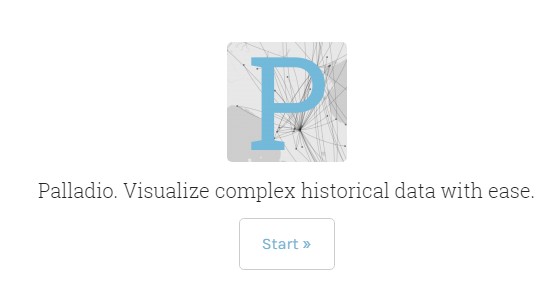 P
Palladio. Visualize complex historical data with ease.
Start »